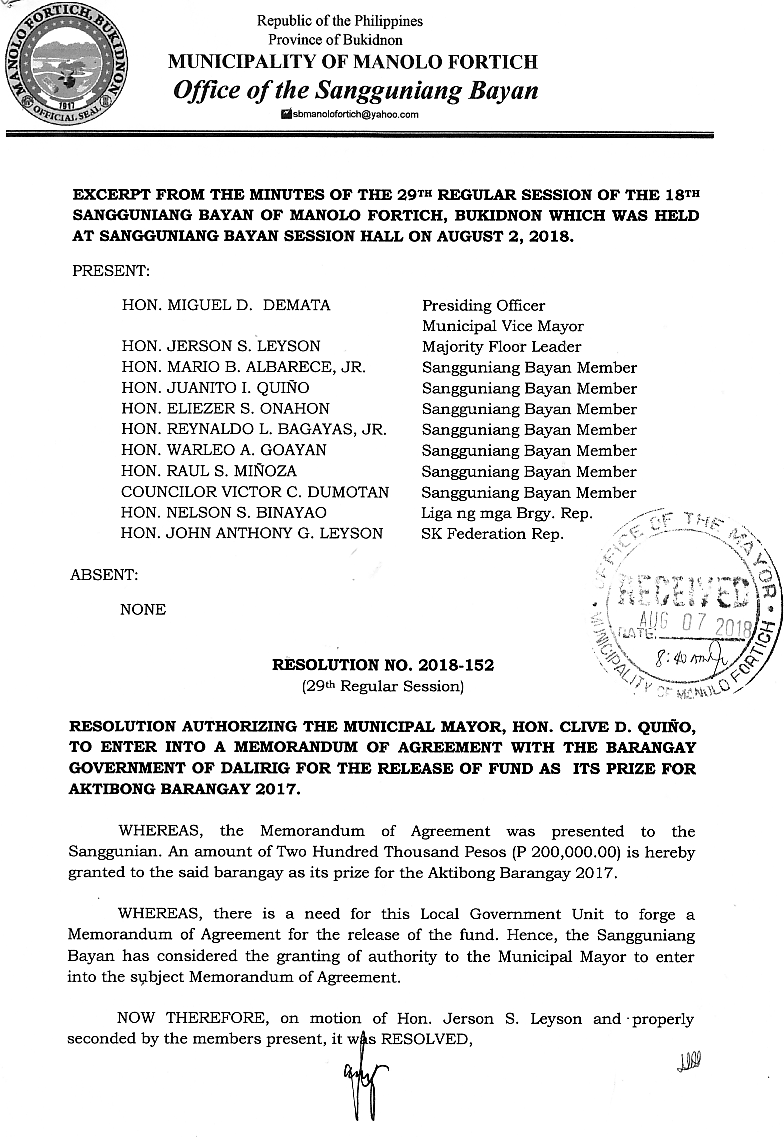 MANOLO FORTICH, BUKIDNON
1917
OFFICIAL SEAL
Republic of the Philippines
Province of Bukidnon
MUNICIPALITY OF MANOLO FORTICH
Office of the Sangguniang Bayan
sbmanolofortich@yahoo.com
EXCERPT FROM THE MINUTES OF THE 29TH REGULAR SESSION OF THE 18TH
SANGGUNIANG BAYAN OF MANOLO FORTICH, BUKIDNON WHICH WAS HELD
AT SANGGUNIANG BAYAN SESSION HALL ON AUGUST 2, 2018.
PRESENT:
HON. MIGUEL D. DEMATA Presiding Officer
Municipal Vice Mayor
HON. JERSON S. LEYSON Majority Floor Leader
HON. MARIO B. ALBARECE, JR. Sangguniang Bayan Member
HON. JUANITO I. QUIÑO Sangguniang Bayan Member
HON. ELIEZER S. ONAHON Sangguniang Bayan Member
HON. REYNALDO L. BAGAYAS, JR. Sangguniang Bayan Member
HON. WARLEO A. GOAYAN Sangguniang Bayan Member
HON. RAUL S. MIÑOZA Sangguniang Bayan Member
COUNCILOR VICTOR C. DUMOTAN Sangguniang Bayan Member
HON. NELSON S. BINAYAO Liga ng mga Brgy. Rep.
HON. JOHN ANTHONY G. LEYSON SK Federation Rep.
ABSENT:
NONE
OFFICE OF THE MAYOR
RECEIVED
AUG 07 2018
DATE:
8:40 am
MUNICIPALITY OF MANOLO FORTICH
RESOLUTION NO. 2018-152
(29th Regular Session)
RESOLUTION AUTHORIZING THE MUNICIPAL MAYOR, HON. CLIVE D. QUIÑO,
TO ENTER INTO A MEMORANDUM OF AGREEMENT WITH THE BARANGAY
GOVERNMENT OF DALIRIG FOR THE RELEASE OF FUND AS ITS PRIZE FOR
AKTIBONG BARANGAY 2017.
WHEREAS, the Memorandum of Agreement was presented to the
Sanggunian. An amount of Two Hundred Thousand Pesos (P 200,000.00) is hereby
granted to the said barangay as its prize for the Aktibong Barangay 2017.
WHEREAS, there is a need for this Local Government Unit to forge a
Memorandum of Agreement for the release of the fund. Hence, the Sangguniang
Bayan has considered the granting of authority to the Municipal Mayor to enter
into the subject Memorandum of Agreement.
NOW THEREFORE, on motion of Hon. Jerson S. Leyson and properly
seconded by the members present, it was RESOLVED,